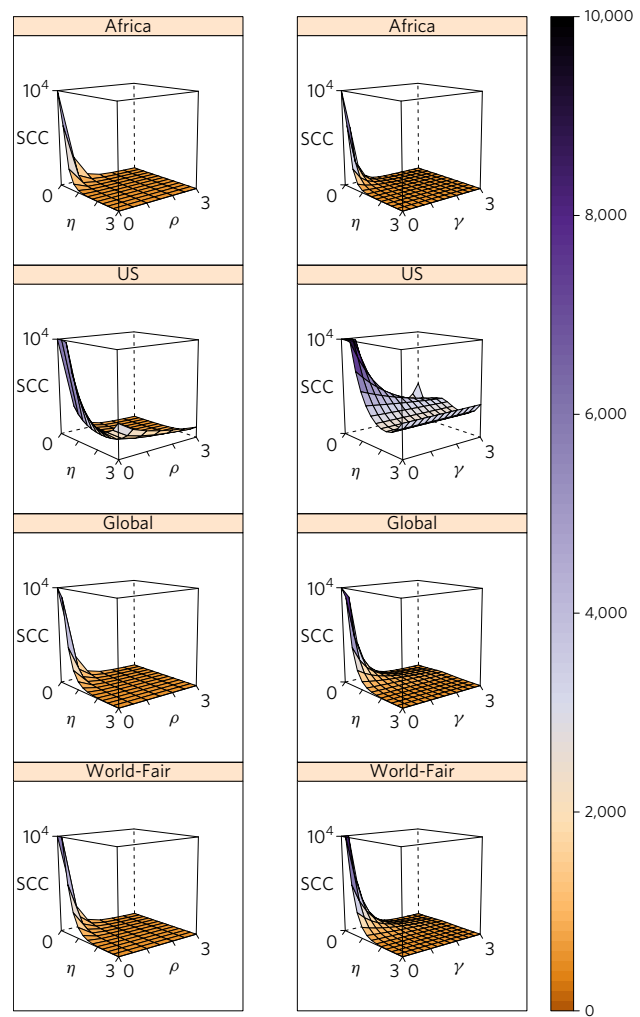 Africa
10⁴
SCC
0
η
3
0
ρ
3
Africa
10⁴
SCC
0
η
3
0
γ
3
US
10⁴
SCC
0
η
3
0
ρ
3
US
10⁴
SCC
0
η
3
0
γ
3
Global
10⁴
SCC
0
η
3
0
ρ
3
Global
10⁴
SCC
0
η
3
0
γ
3
World-Fair
10⁴
SCC
0
η
3
0
ρ
3
World-Fair
10⁴
SCC
0
η
3
0
γ
3
10,000
8,000
6,000
4,000
2,000
0